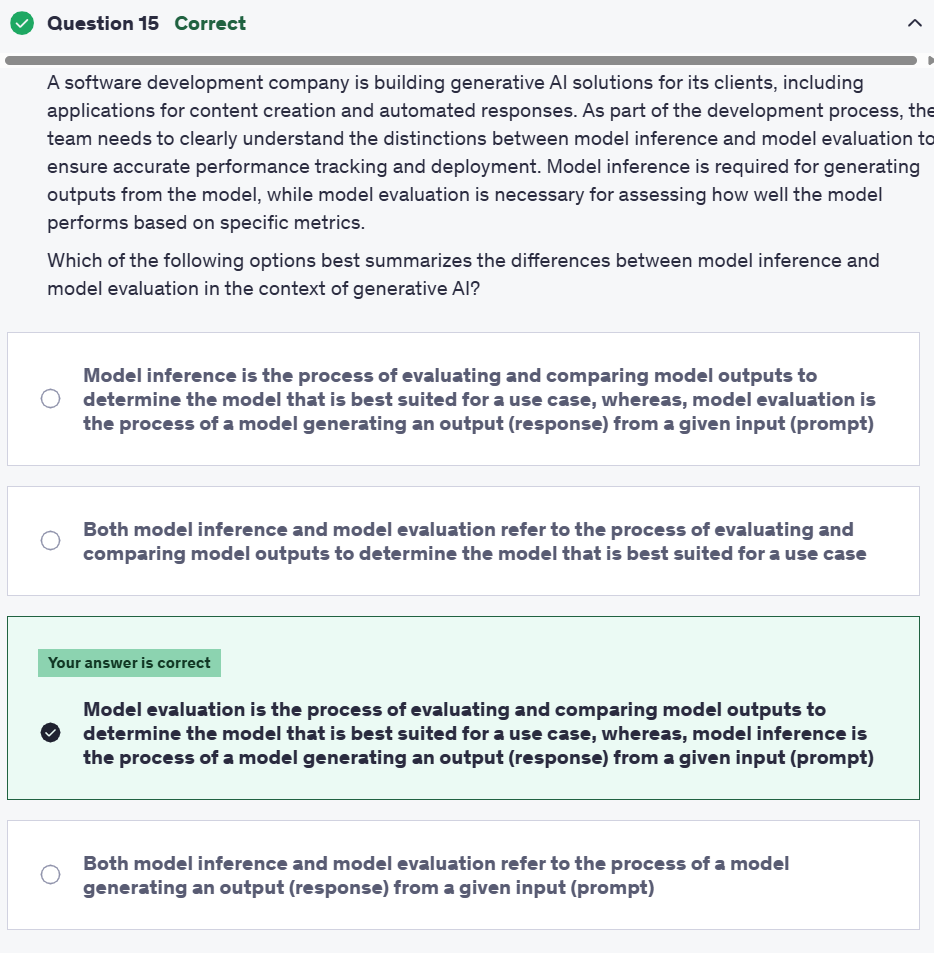 Question 15 Correct
A software development company is building generative AI solutions for its clients, including
applications for content creation and automated responses. As part of the development process, the
team needs to clearly understand the distinctions between model inference and model evaluation to
ensure accurate performance tracking and deployment. Model inference is required for generating
outputs from the model, while model evaluation is necessary for assessing how well the model
performs based on specific metrics.
Which of the following options best summarizes the differences between model inference and
model evaluation in the context of generative AI?
Model inference is the process of evaluating and comparing model outputs to
determine the model that is best suited for a use case, whereas, model evaluation is
the process of a model generating an output (response) from a given input (prompt)
Both model inference and model evaluation refer to the process of evaluating and
comparing model outputs to determine the model that is best suited for a use case
Your answer is correct
Model evaluation is the process of evaluating and comparing model outputs to
determine the model that is best suited for a use case, whereas, model inference is
the process of a model generating an output (response) from a given input (prompt)
Both model inference and model evaluation refer to the process of a model
generating an output (response) from a given input (prompt)